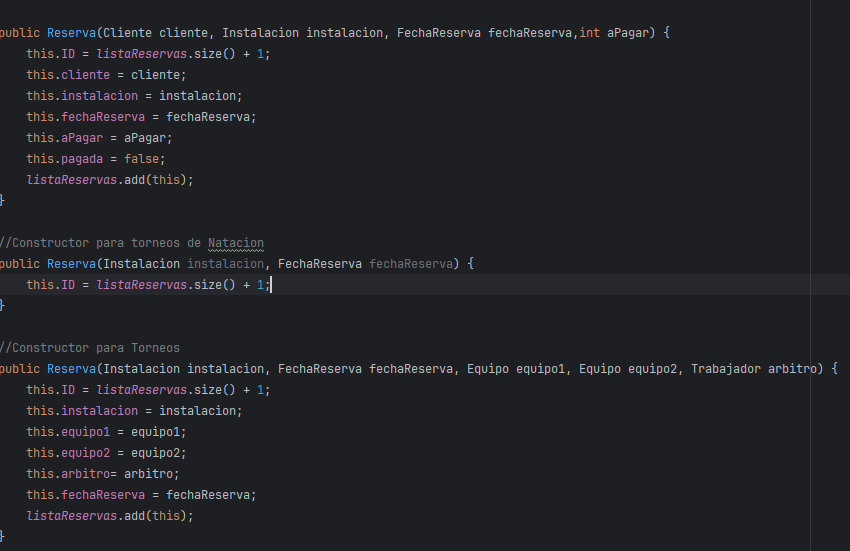 public Reserva(Cliente cliente, Instalacion instalacion, FechaReserva fechaReserva,int aPagar) {
this.ID = listaReservas.size() + 1;
this.cliente = cliente;
this.instalacion = instalacion;
this.fechaReserva = fechaReserva;
this.aPagar = aPagar;
this.pagada = false;
listaReservas.add(this);
}
//Constructor para torneos de Natacion
public Reserva(Instalacion instalacion, FechaReserva fechaReserva) {
this.ID = listaReservas.size() + 1;
}
//Constructor para Torneos
public Reserva(Instalacion instalacion, FechaReserva fechaReserva, Equipo equipo1, Equipo equipo2, Trabajador arbitro) {
this.ID = listaReservas.size() + 1;
this.instalacion = instalacion;
this.equipo1 = equipo1;
this.equipo2 = equipo2;
this.arbitro= arbitro;
this.fechaReserva = fechaReserva;
listaReservas.add(this);
}